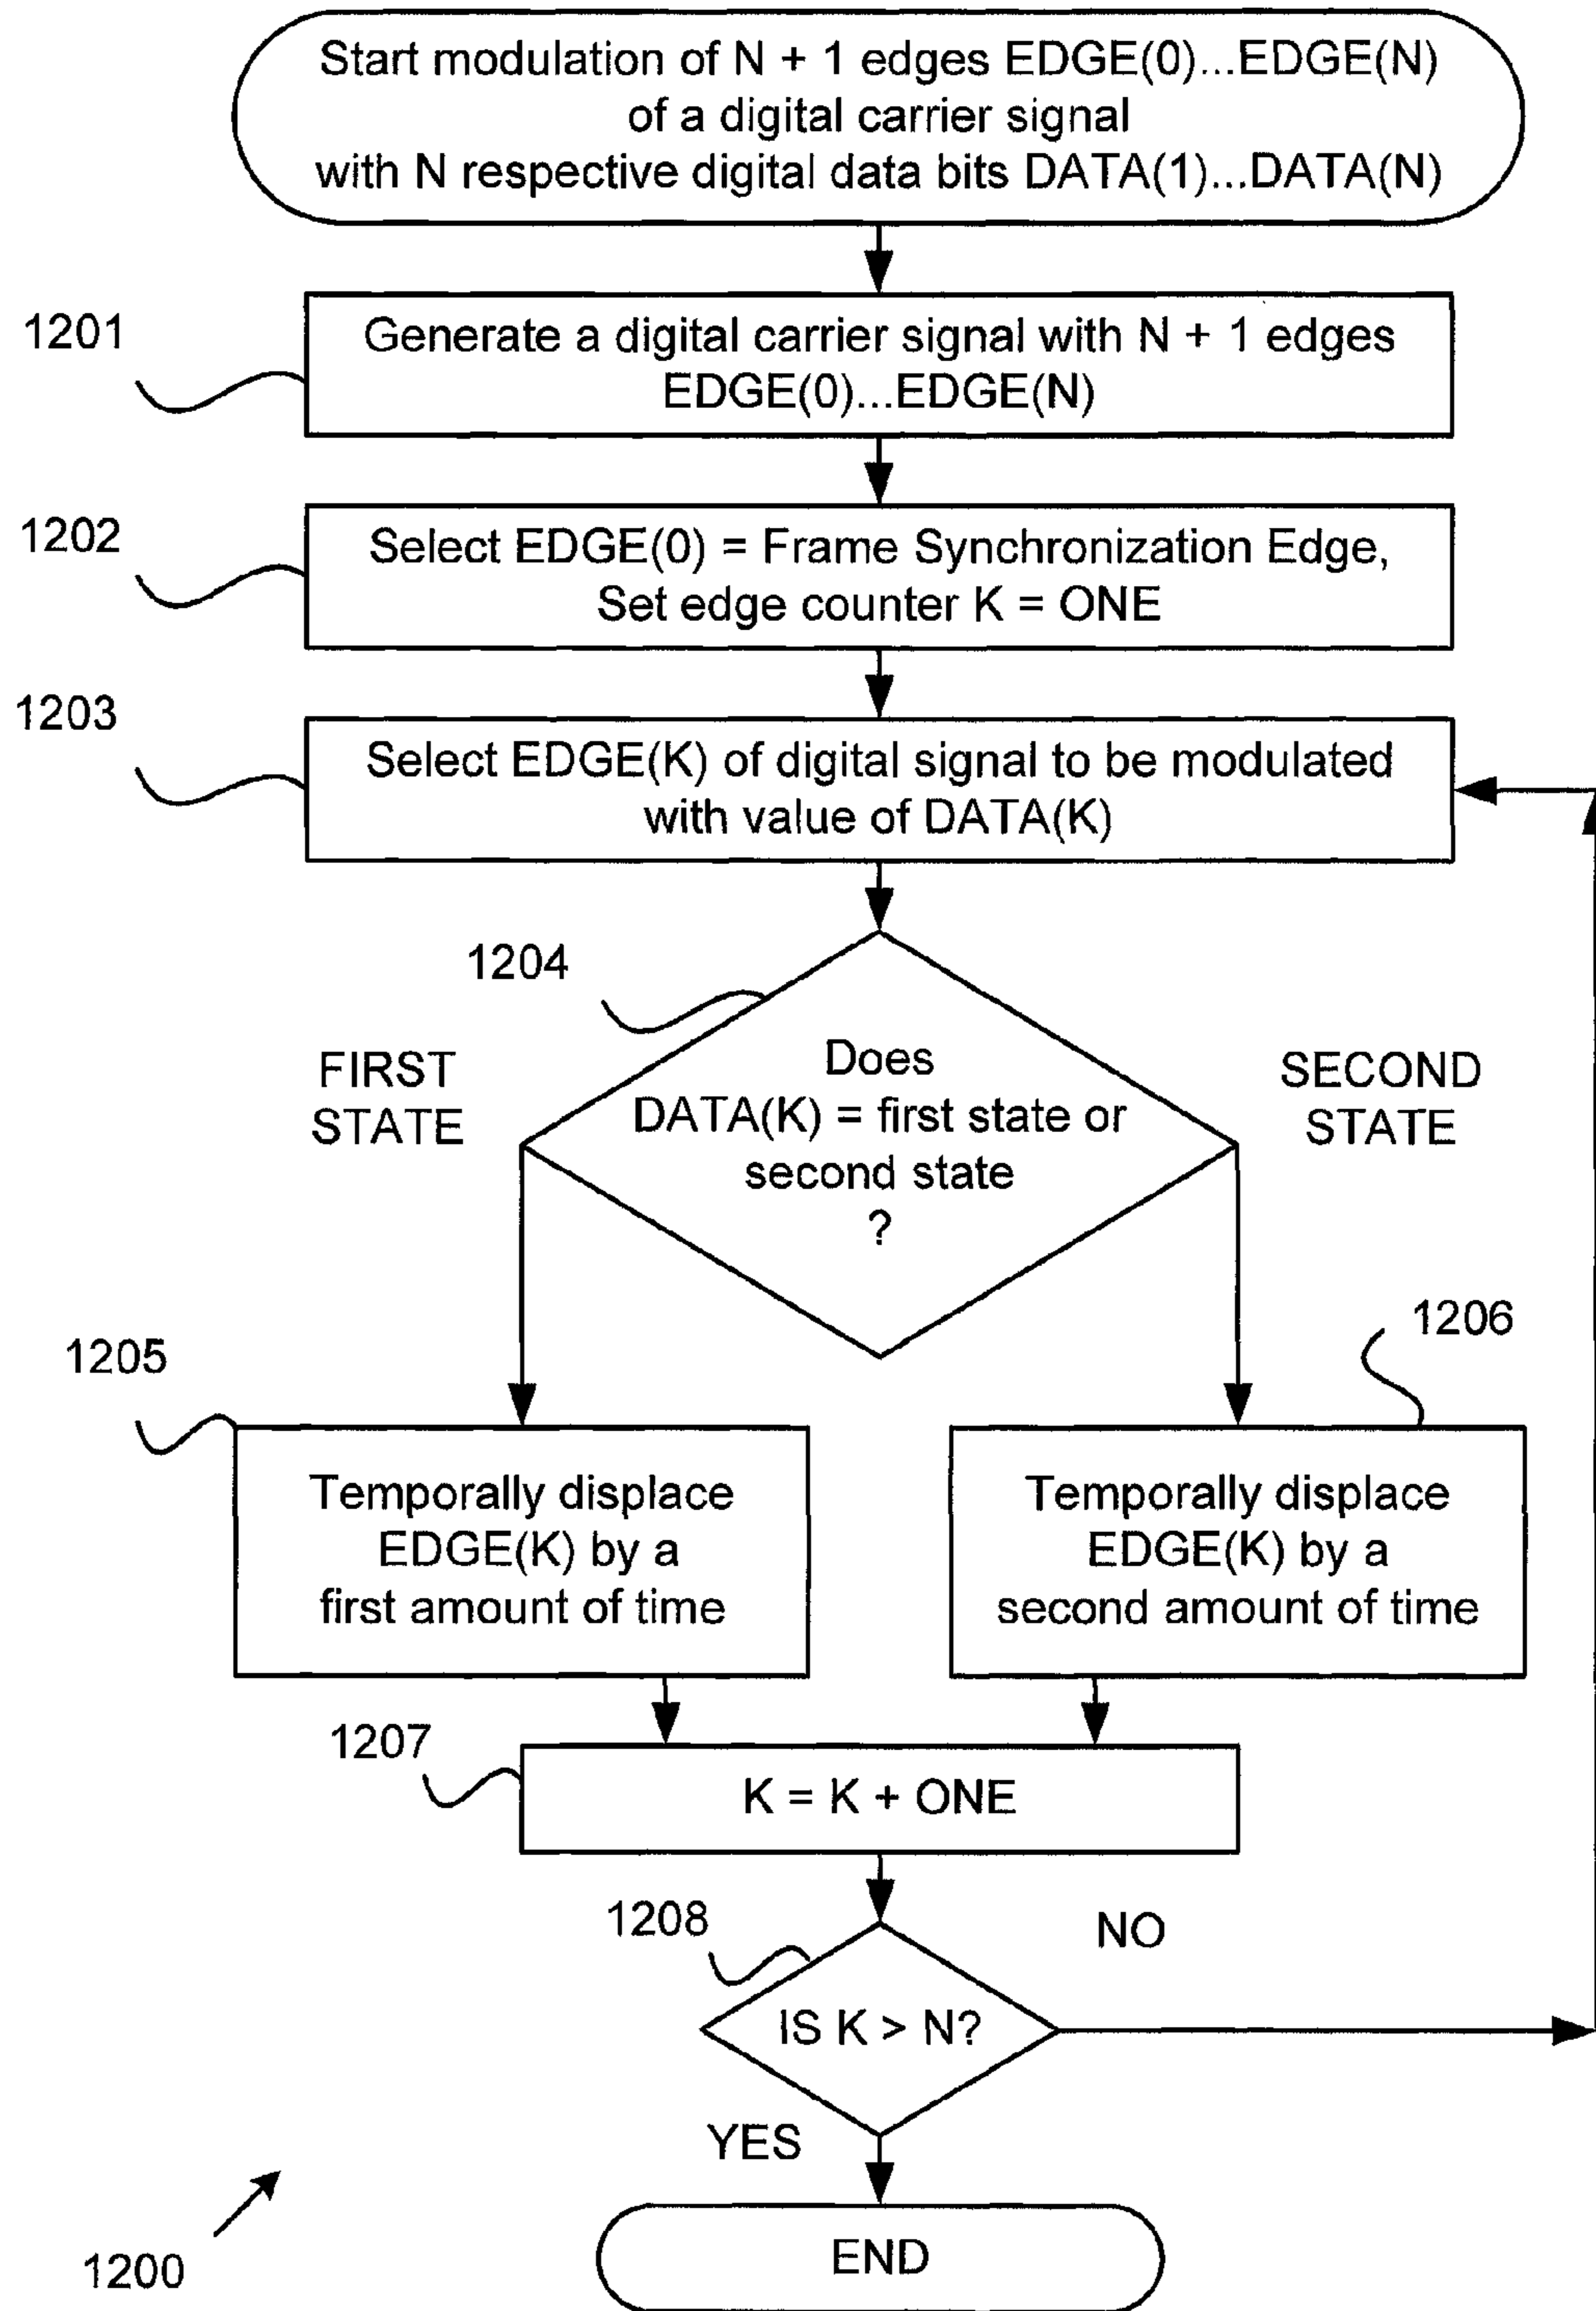 Start modulation of N + 1 edges EDGE(0)...EDGE(N)
of a digital carrier signal
with N respective digital data bits DATA(1)...DATA(N)
1201
Generate a digital carrier signal with N + 1 edges
EDGE(0)...EDGE(N)
1202
Select EDGE(0) = Frame Synchronization Edge,
Set edge counter K = ONE
1203
Select EDGE(K) of digital signal to be modulated
with value of DATA(K)
1204
FIRST
STATE
Does
DATA(K) = first state or
second state
?
SECOND
STATE
1205
Temporally displace
EDGE(K) by a
first amount of time
1206
Temporally displace
EDGE(K) by a
second amount of time
1207
K = K + ONE
1208
IS K > N?
NO
YES
END
1200